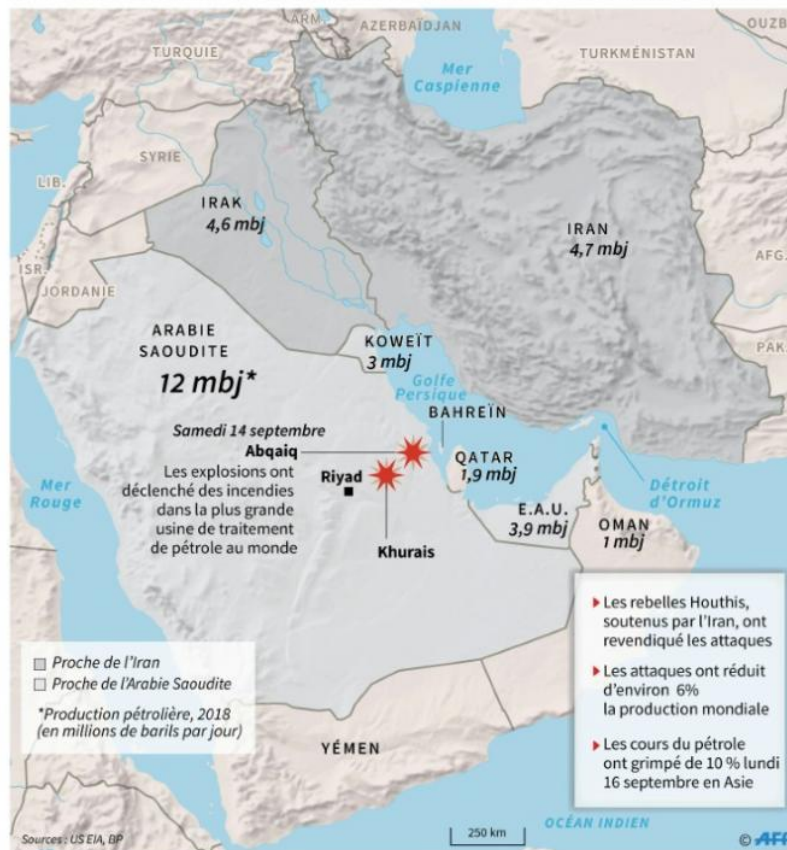 ARM.
AZERBAÏDJAN
OUZB
TURQUIE
TURKMÉNISTAN
Mer
Caspienne
SYRIE
LIB.
IRAK
4,6 mbj
IRAN
4,7 mbj
AFG.
ISR.
JORDANIE
ARABIE
SAOUDITE
12 mbj*
KOWEÏT
3 mbj
PAK.
Golfe
Persique
BAHREÏN
Samedi 14 septembre
Abqaiq
Les explosions ont
déclenché des incendies
dans la plus grande
usine de traitement
de pétrole au monde
Riyad
QATAR
1,9 mbj
Détroit
d'Ormuz
Mer
Rouge
Khurais
E.A.U.
3,9 mbj
OMAN
1 mbj
Les rebelles Houthis,
soutenus par l'Iran, ont
revendiqué les attaques
Les attaques ont réduit
d'environ 6%
la production mondiale
Les cours du pétrole
ont grimpé de 10 % lundi
16 septembre en Asie
Proche de l'Iran
Proche de l'Arabie Saoudite
*Production pétrolière, 2018
(en millions de barils par jour)
YÉMEN
Sources : US EIA, BP
250 km
OCÉAN INDIEN
© AFP